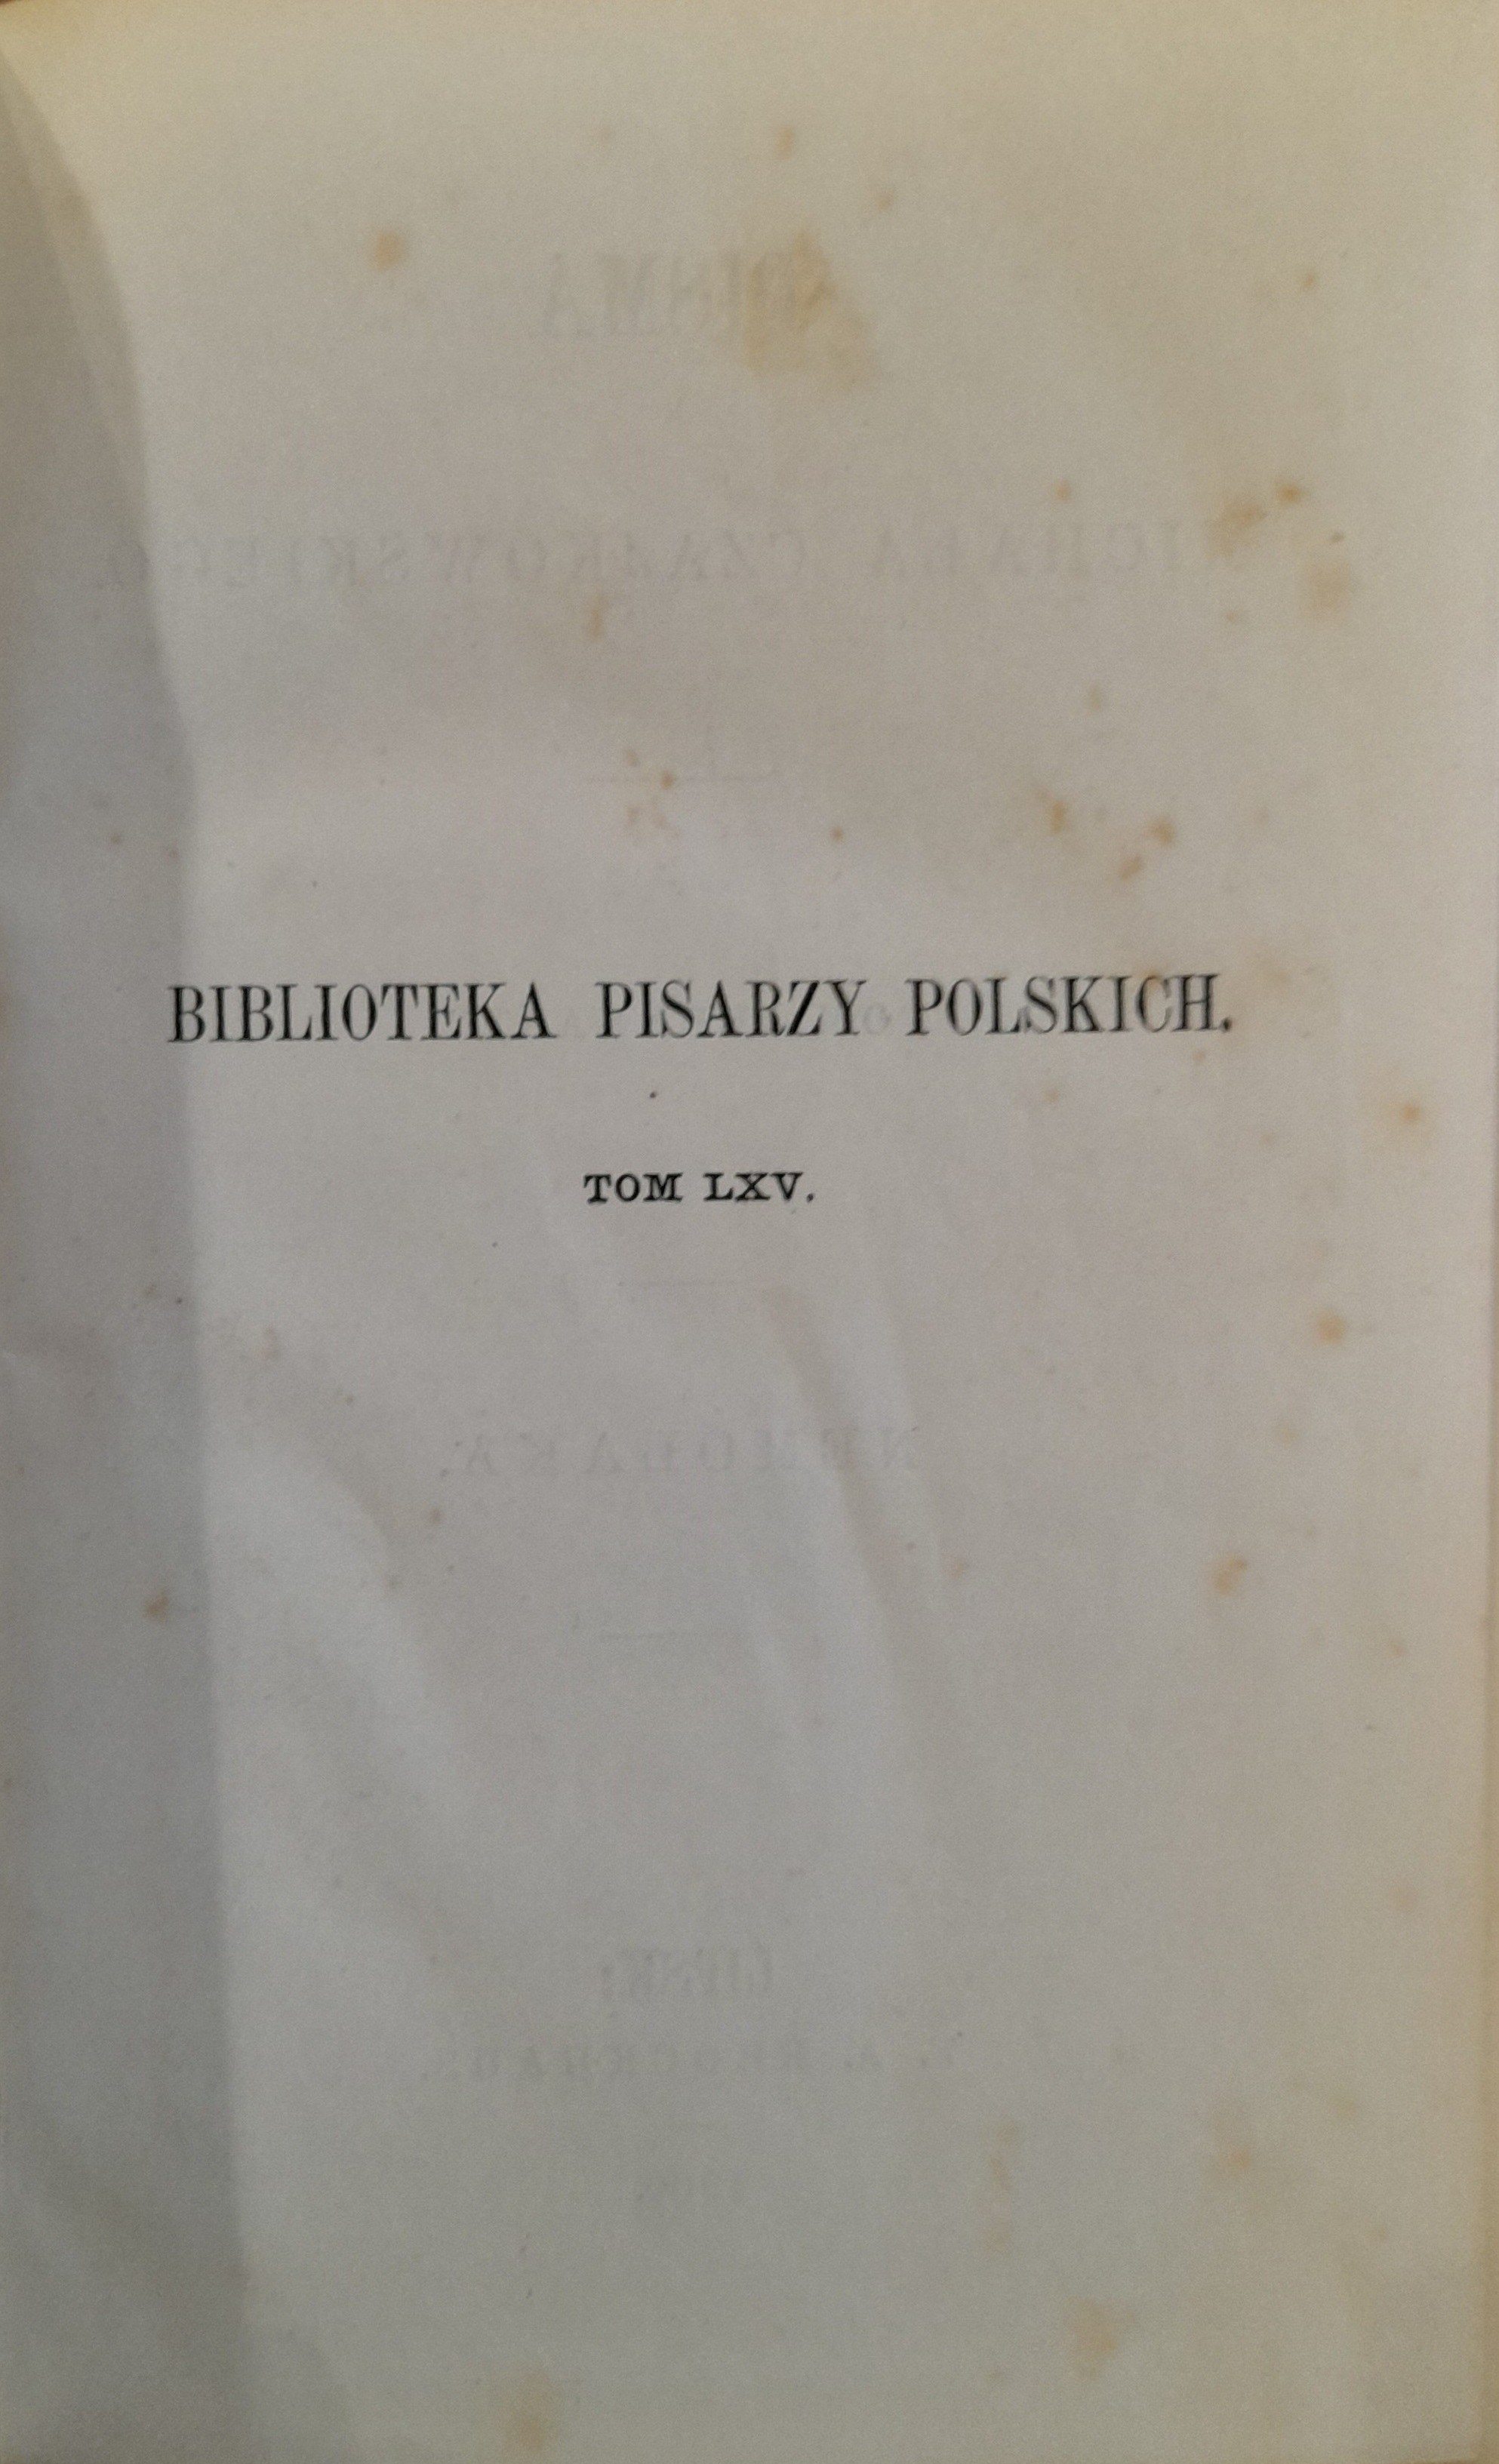 BIBLIOTEKA PISARZY POLSKICH.
TOM LXV.